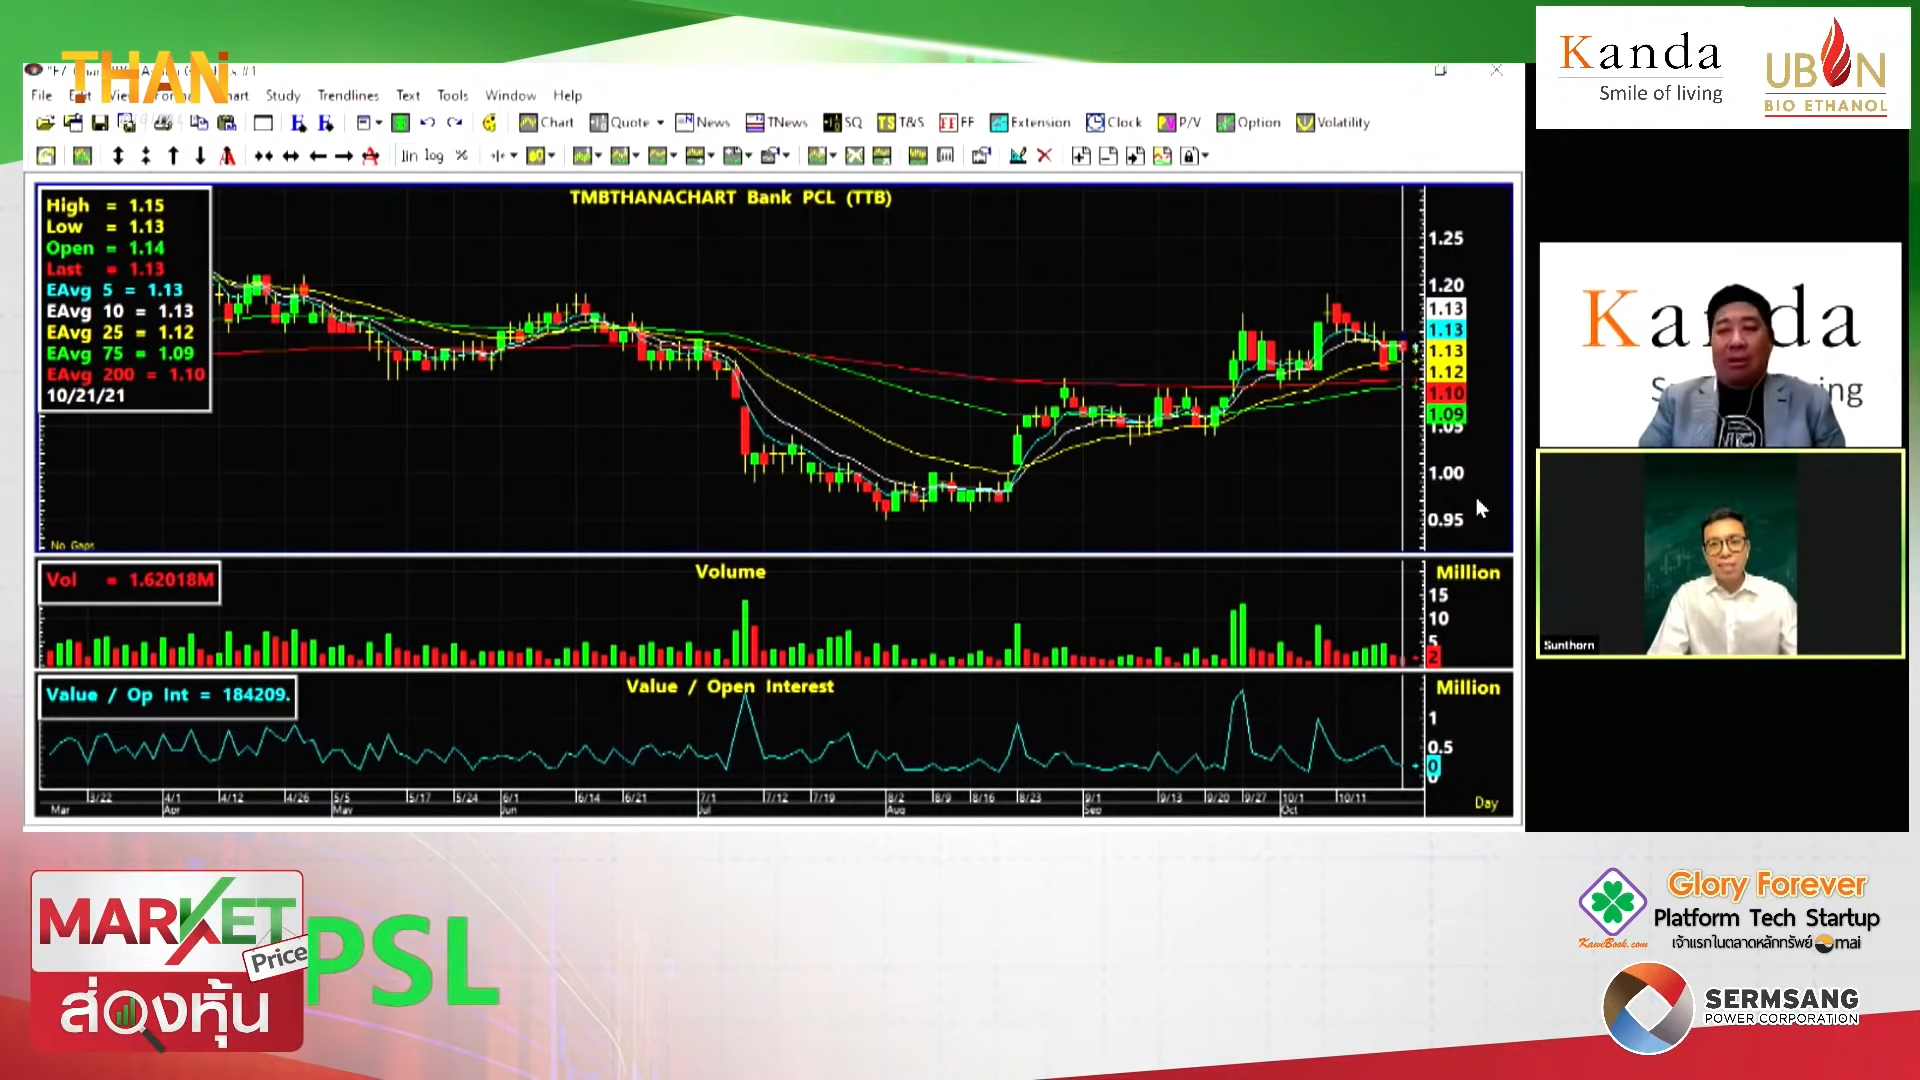 THAN
File Edit View Format Chart Study Trendlines Text Tools Window Help
Chart Quote News TNews SQ TS T&S FF Extension Clock P/V Option Volatility
lin log %
TMBTHANACHART Bank PCL (TTB)
High = 1.15
Low = 1.13
Open = 1.14
Last = 1.13
EAvg 5 = 1.13
EAvg 10 = 1.13
EAvg 25 = 1.12
EAvg 75 = 1.09
EAvg 200 = 1.10
10/21/21
1.25
1.20
1.13
1.13
1.13
1.12
1.10
1.09
1.05
1.00
0.95
No Gaps
Vol = 1.62018M
Volume
Million
15
10
5
2
Value / Op Int = 184209.
Value / Open Interest
Million
1
0.5
0
3/22 4/1 4/12 4/26 5/5 5/17 5/24 6/1 6/14 6/21 7/1 7/12 7/19 8/2 8/9 8/16 8/23 9/1 9/13 9/20 9/27 10/1 10/11
Mar Apr May Jun Jul Aug Sep Oct
Day
Kanda
Smile of living
UBON
BIO ETHANOL
Kanda
Sunthorn
MARKET
Price
ส่องหุ้น
PSL
Glory Forever
Platform Tech Startup
เจ้าแรกในตลาดหลักทรัพย์ mai
KaweBook.com
SERMSANG
POWER CORPORATION